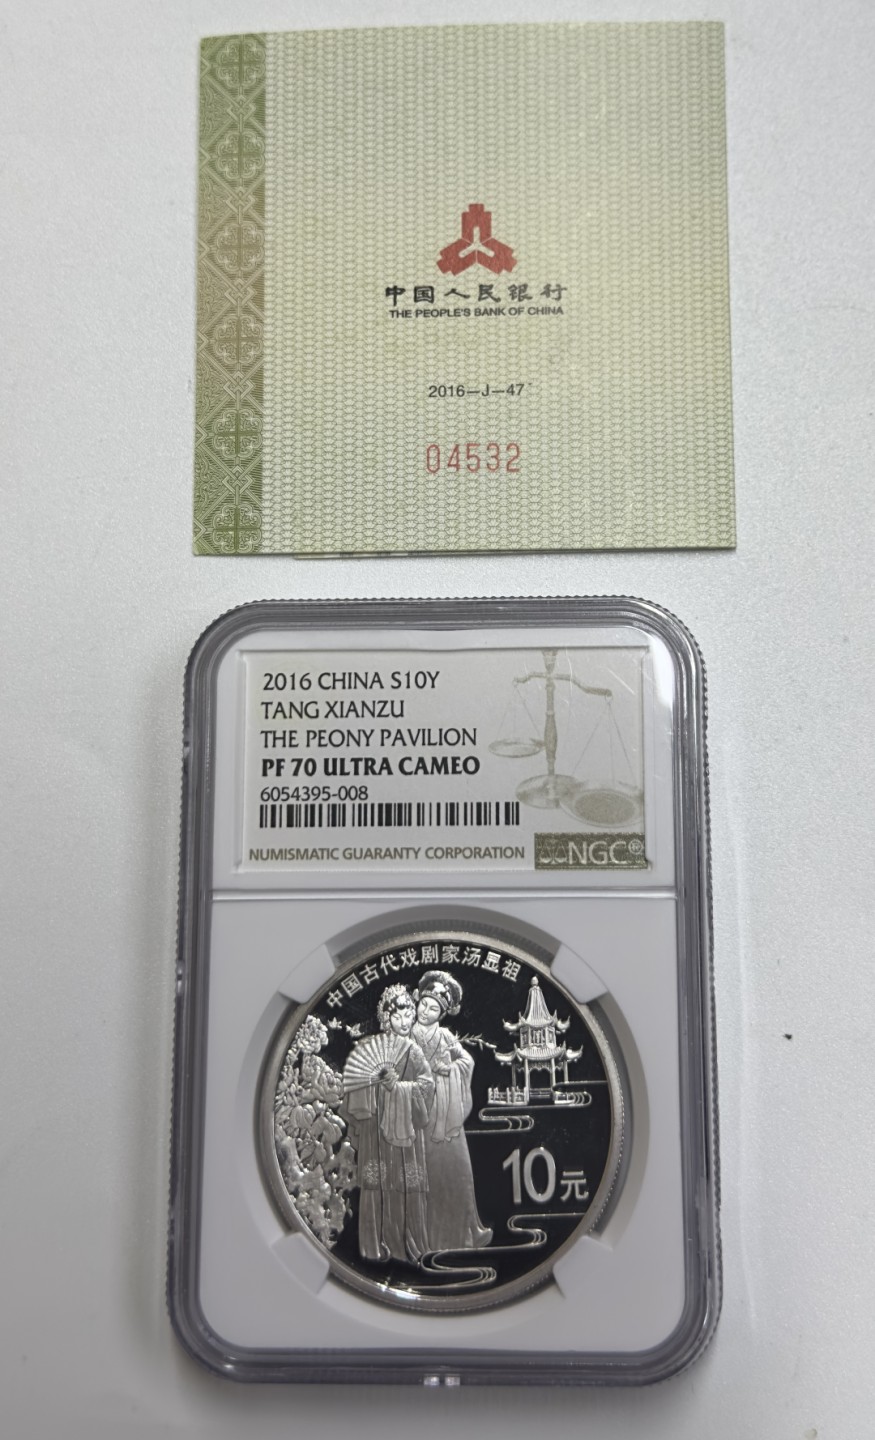 中国人民银行
THE PEOPLE'S BANK OF CHINA
2016—J—47
04532
2016 CHINA S10Y
TANG XIANZU
THE PEONY PAVILION
PF 70 ULTRA CAMEO
6054395-008
NUMISMATIC GUARANTY CORPORATION
NGC®
中国古代戏剧家汤显祖
10元